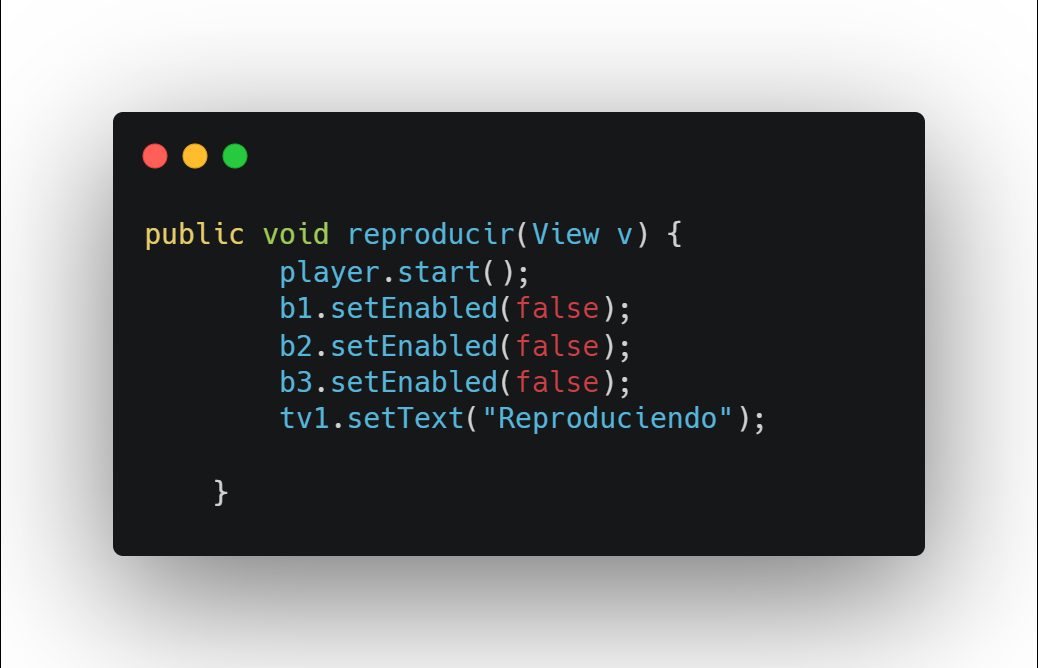 public void reproducir(View v) {
        player.start();
        b1.setEnabled(false);
        b2.setEnabled(false);
        b3.setEnabled(false);
        tv1.setText("Reproduciendo");

    }